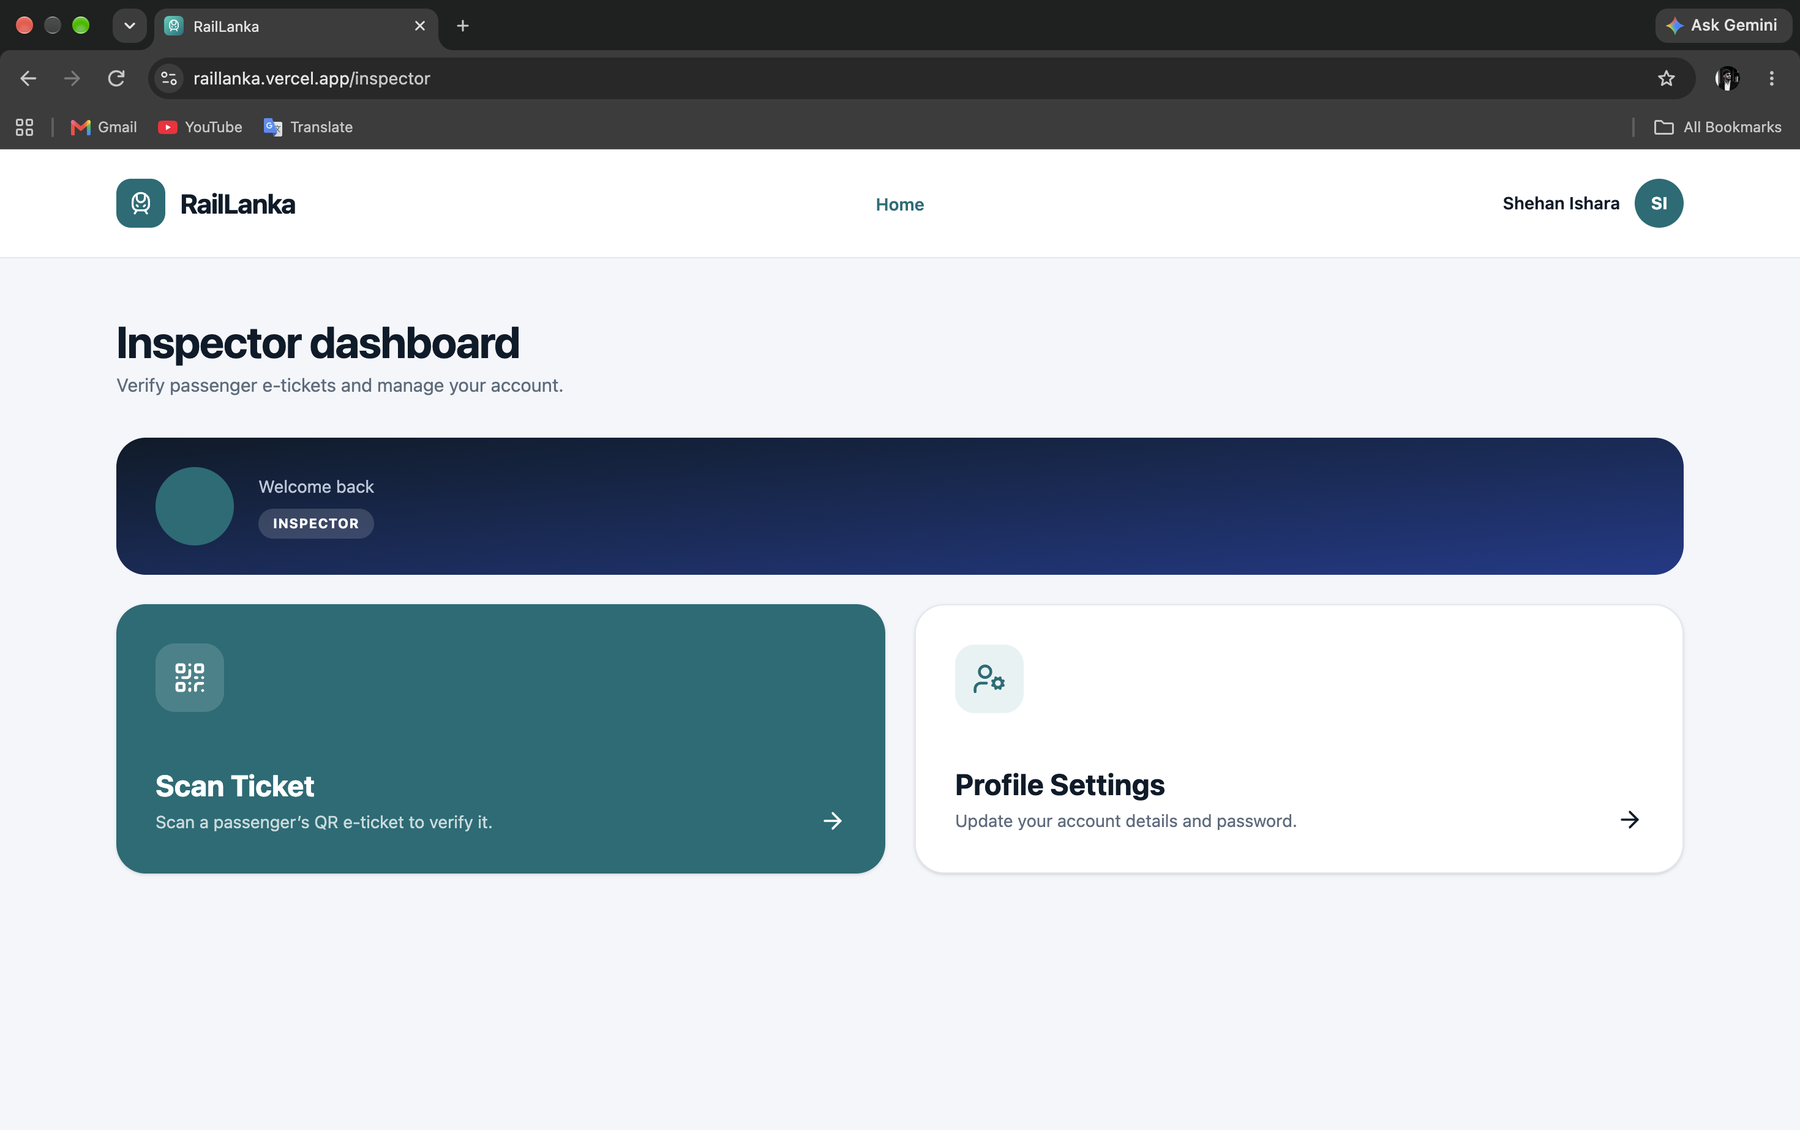 RailLanka
Ask Gemini
raillanka.vercel.app/inspector
Gmail
YouTube
Translate
All Bookmarks
RailLanka
Home
Shehan Ishara
SI
Inspector dashboard
Verify passenger e-tickets and manage your account.
Welcome back
INSPECTOR
Scan Ticket
Scan a passenger’s QR e-ticket to verify it.
Profile Settings
Update your account details and password.